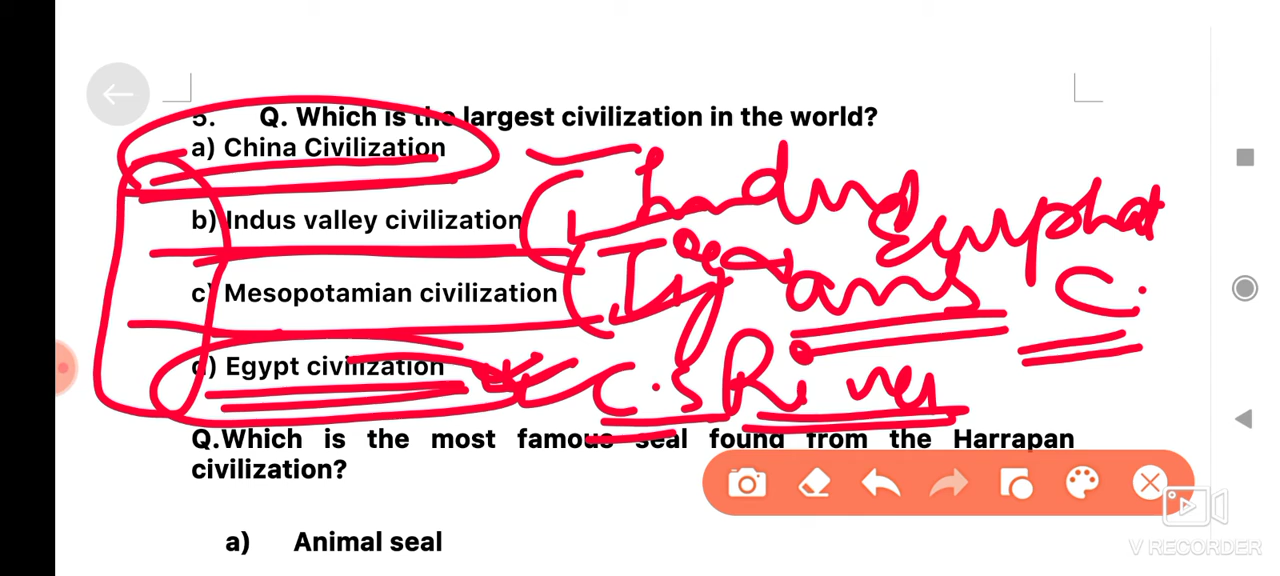 5. Q. Which is the largest civilization in the world?
a) China Civilization
b) Indus valley civilization
c) Mesopotamian civilization
d) Egypt civilization
C.S River
C.
Q.Which is the most famous seal found from the Harrapan
civilization?
a) Animal seal
V RECORDER